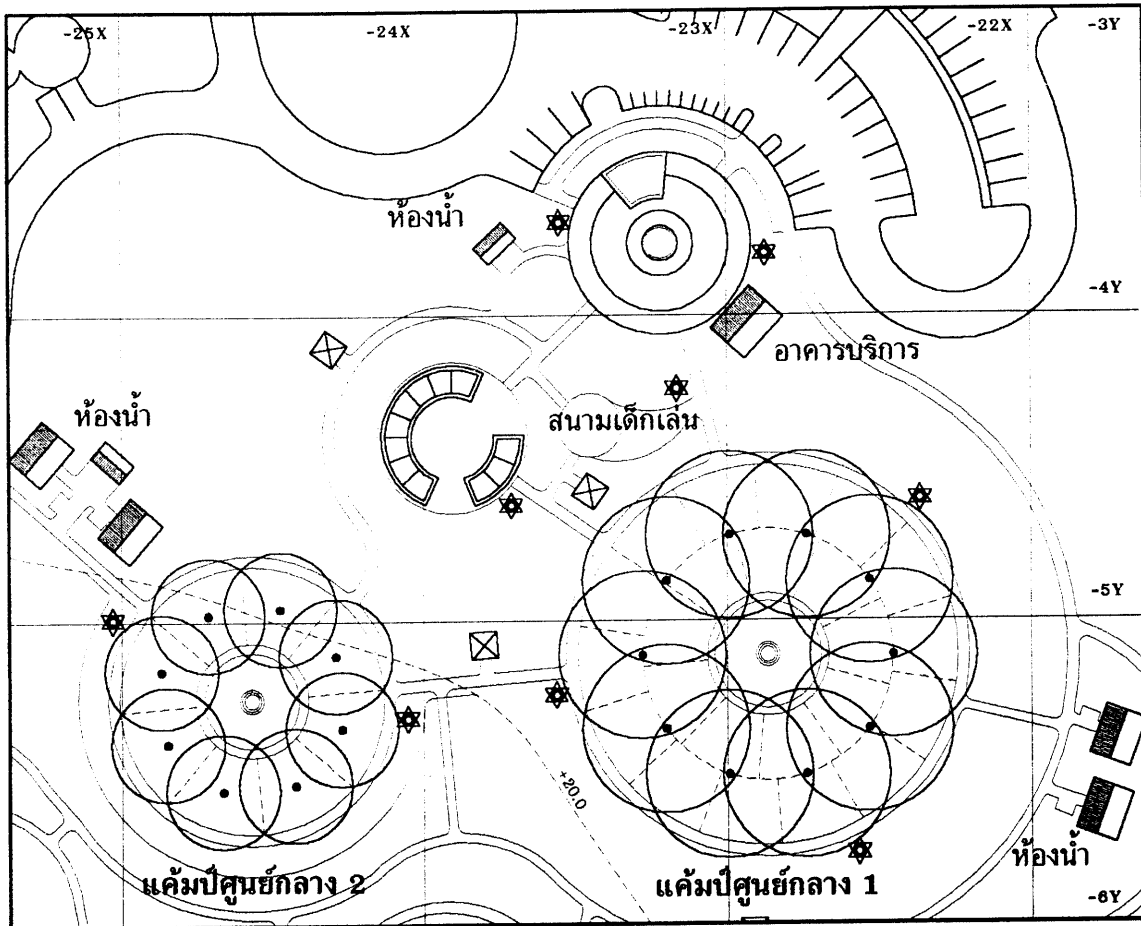 -25X -24X -23X -22X -3Y
ห้องน้ำ
-4Y
อาคารบริการ
ห้องน้ำ
สนามเด็กเล่น
-5Y
+20.0
ห้องน้ำ
แค้มป์ศูนย์กลาง 2 แค้มป์ศูนย์กลาง 1
-6Y